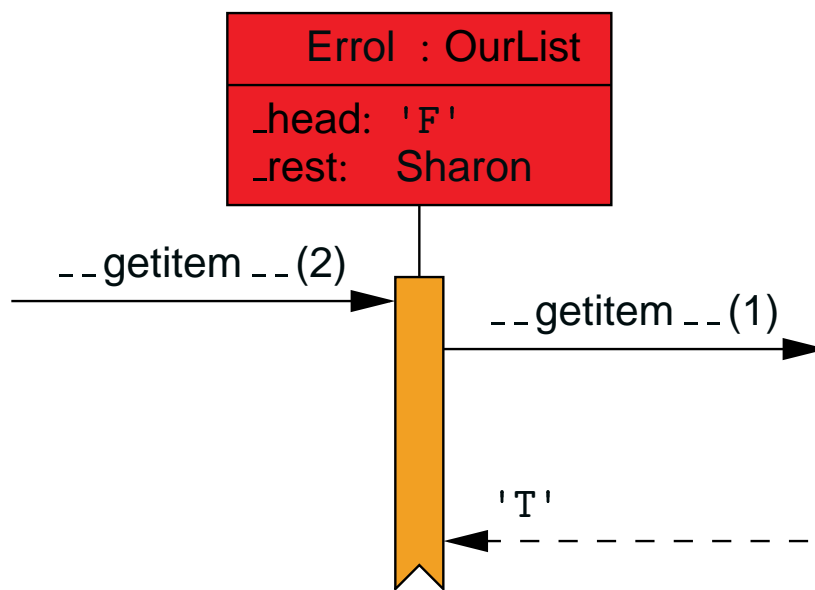 Errol : OurList
_head: 'F'
_rest: Sharon
__getitem__(2)
__getitem__(1)
'T'